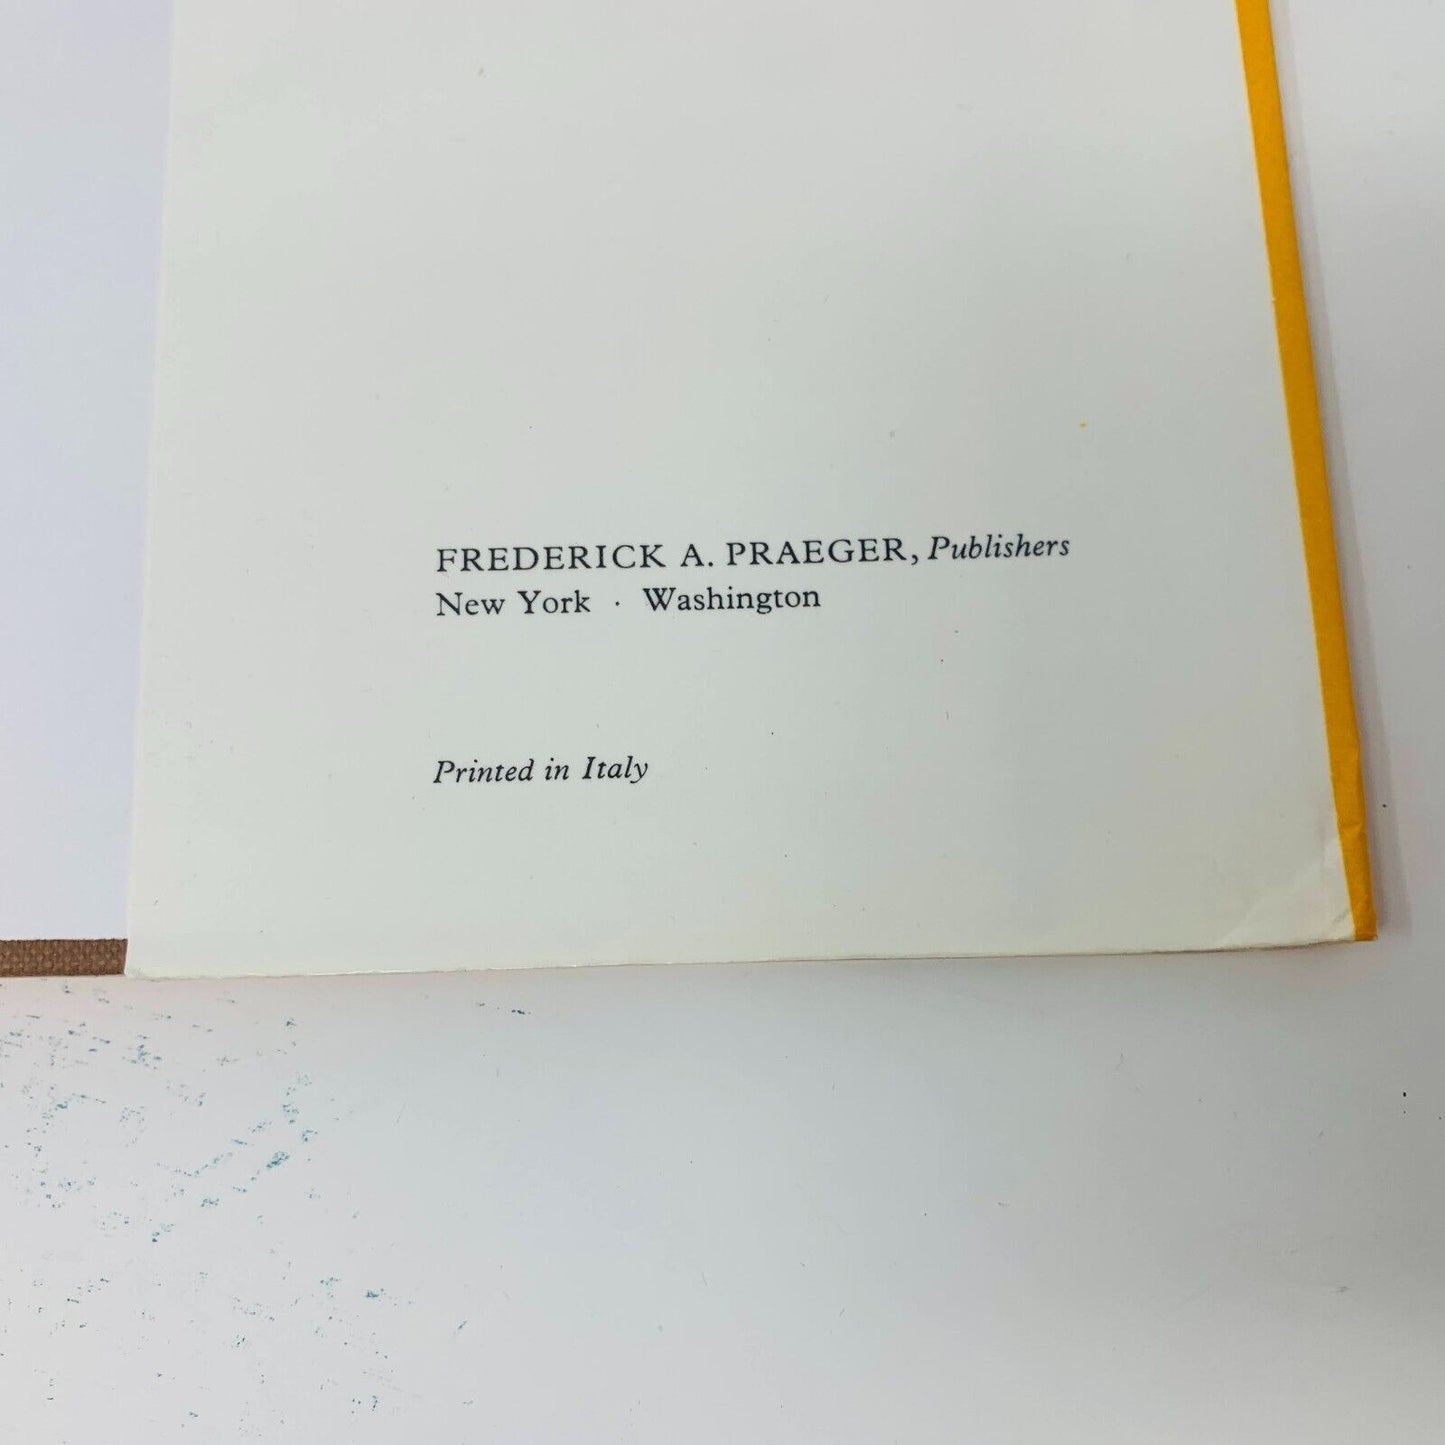 FREDERICK A. PRAEGER, Publishers
New York · Washington
Printed in Italy